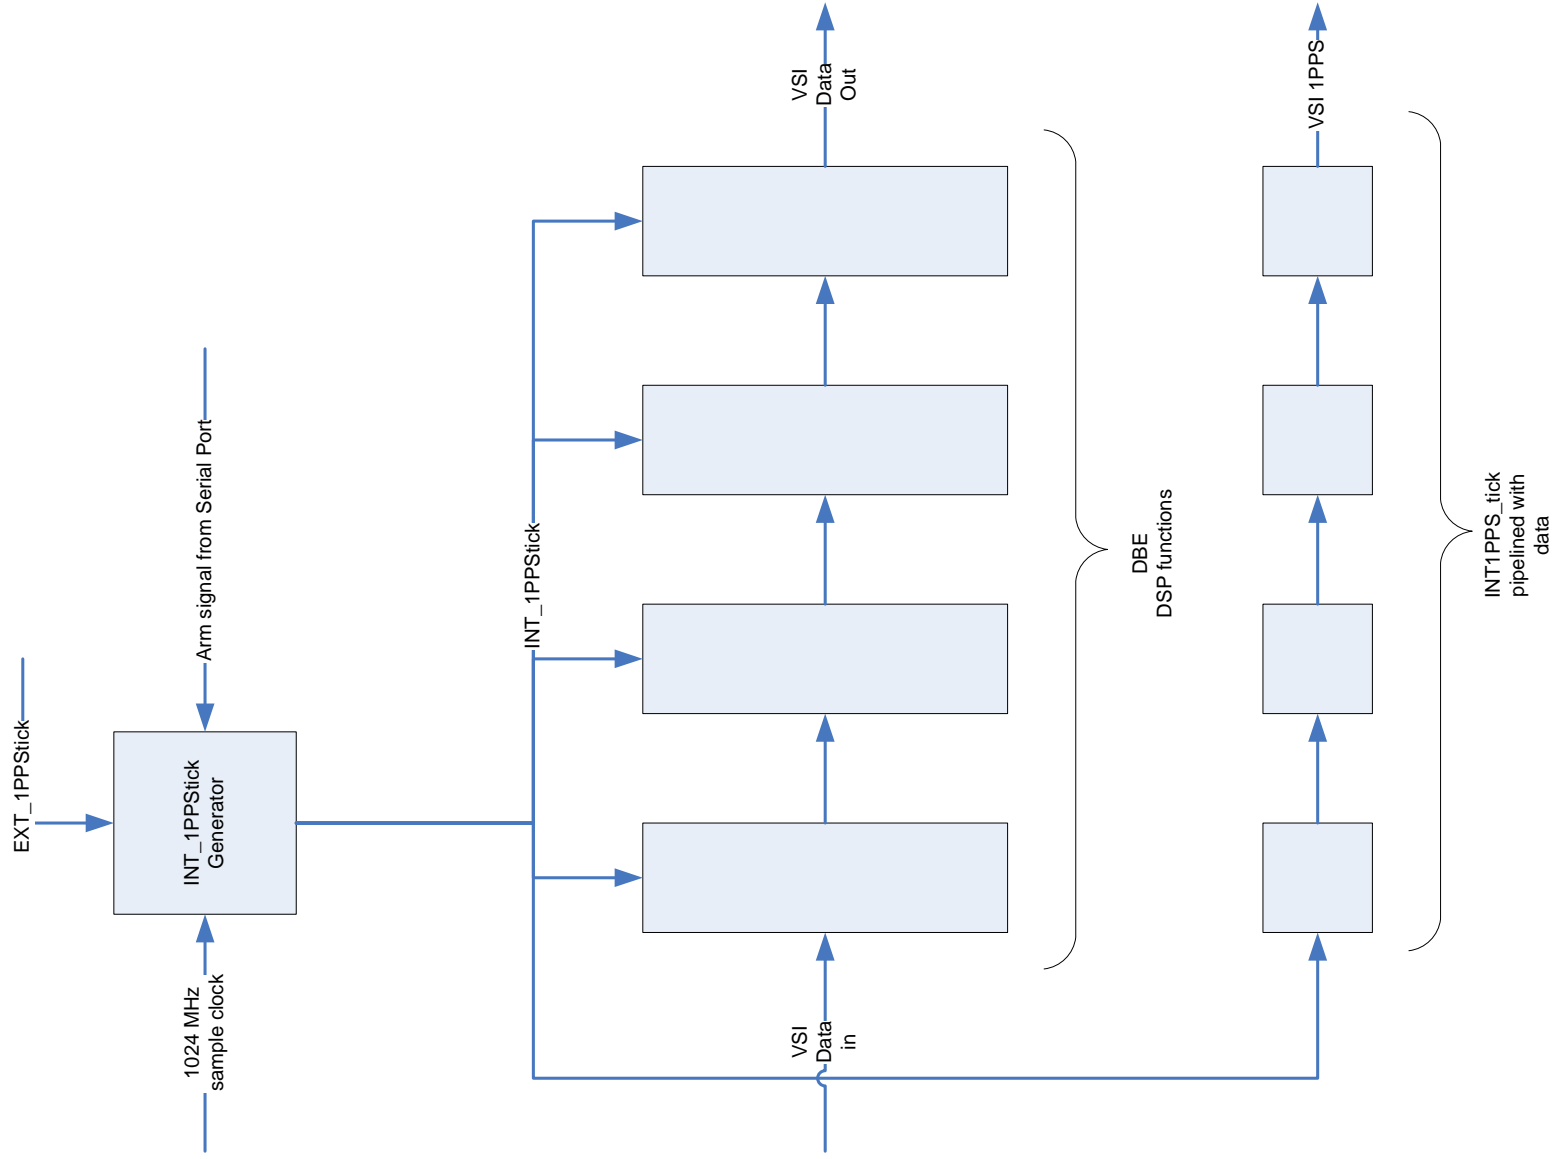 EXT_1PPStick
1024 MHz
sample clock
INT_1PPStick
Generator
Arm signal from Serial Port
INT_1PPStick
VSI
Data
in
VSI
Data
Out
DBE
DSP functions
VSI 1PPS
INT1PPS_tick
pipelined with
data